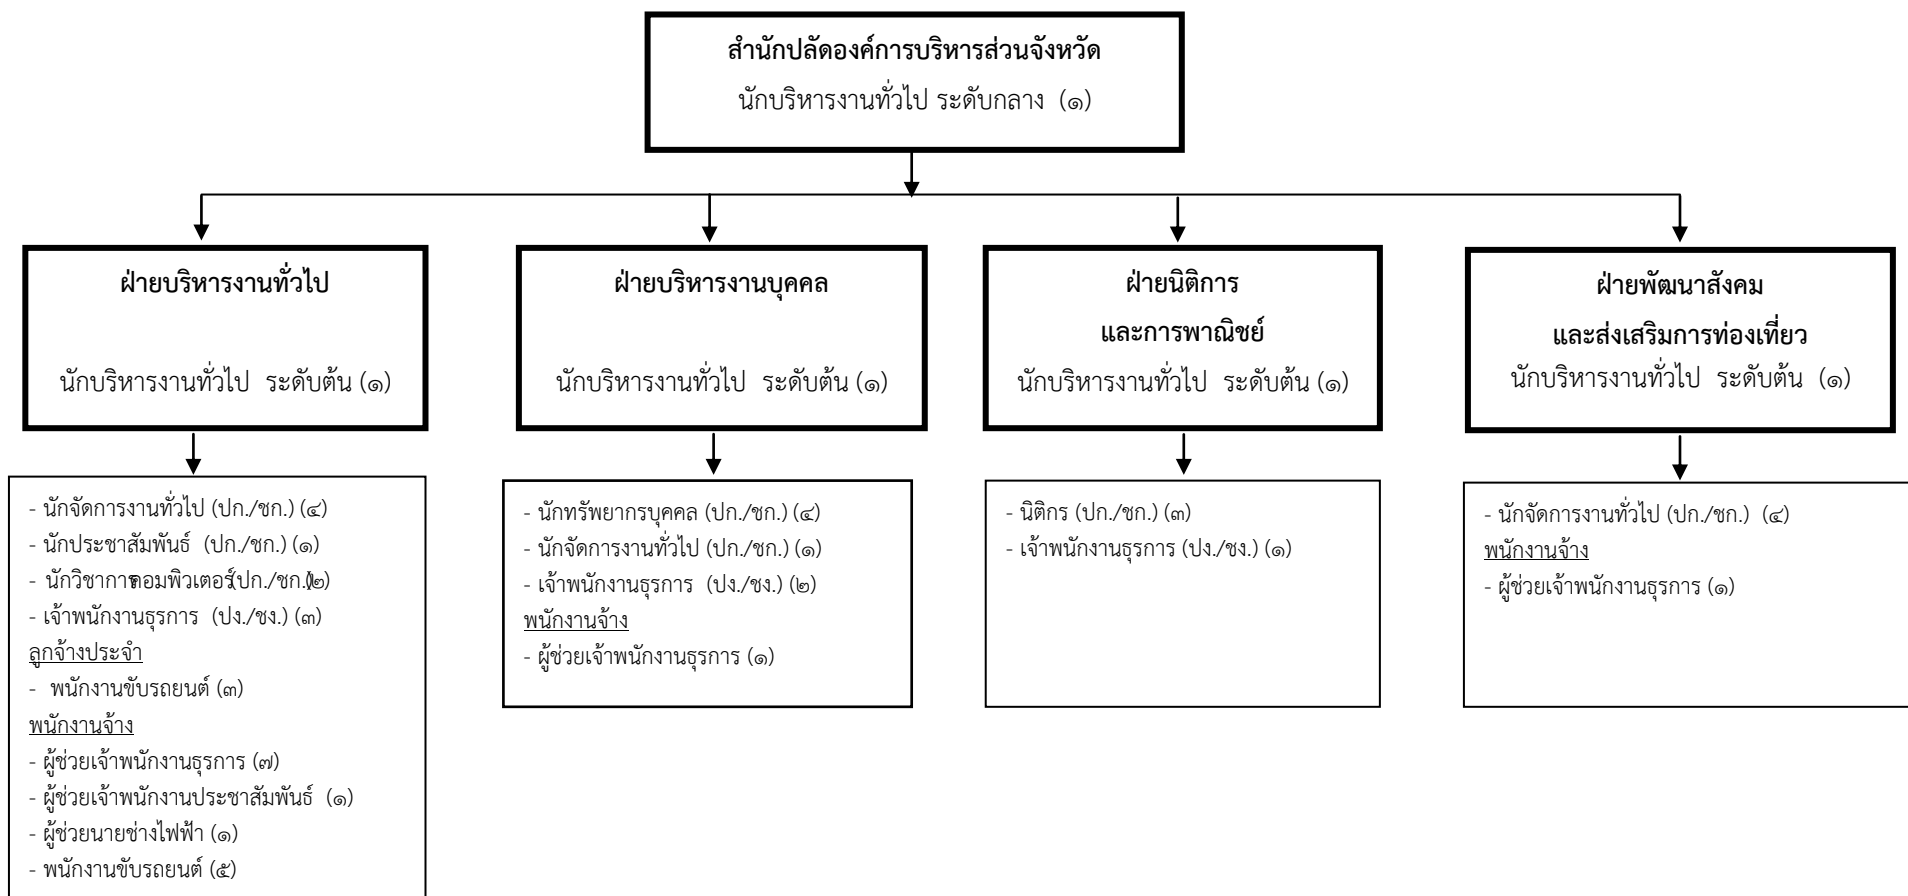 สำนักปลัดองค์การบริหารส่วนจังหวัด
นักบริหารงานทั่วไป ระดับกลาง (๑)
ฝ่ายบริหารงานทั่วไป
นักบริหารงานทั่วไป ระดับต้น (๑)
ฝ่ายบริหารงานบุคคล
นักบริหารงานทั่วไป ระดับต้น (๑)
ฝ่ายนิติการ
และการพาณิชย์
นักบริหารงานทั่วไป ระดับต้น (๑)
ฝ่ายพัฒนาสังคม
และส่งเสริมการท่องเที่ยว
นักบริหารงานทั่วไป ระดับต้น (๑)
- นักจัดการงานทั่วไป (ปก./ชก.) (๔)
- นักประชาสัมพันธ์ (ปก./ชก.) (๑)
- นักวิชาการคอมพิวเตอร์(ปก./ชก.)(๒)
- เจ้าพนักงานธุรการ (ปง./ชง.) (๓)
ลูกจ้างประจำ
- พนักงานขับรถยนต์ (๓)
พนักงานจ้าง
- ผู้ช่วยเจ้าพนักงานธุรการ (๗)
- ผู้ช่วยเจ้าพนักงานประชาสัมพันธ์ (๑)
- ผู้ช่วยนายช่างไฟฟ้า (๑)
- พนักงานขับรถยนต์ (๕)
- นักทรัพยากรบุคคล (ปก./ชก.) (๔)
- นักจัดการงานทั่วไป (ปก./ชก.) (๑)
- เจ้าพนักงานธุรการ (ปง./ชง.) (๒)
พนักงานจ้าง
- ผู้ช่วยเจ้าพนักงานธุรการ (๑)
- นิติกร (ปก./ชก.) (๓)
- เจ้าพนักงานธุรการ (ปง./ชง.) (๑)
- นักจัดการงานทั่วไป (ปก./ชก.) (๔)
พนักงานจ้าง
- ผู้ช่วยเจ้าพนักงานธุรการ (๑)